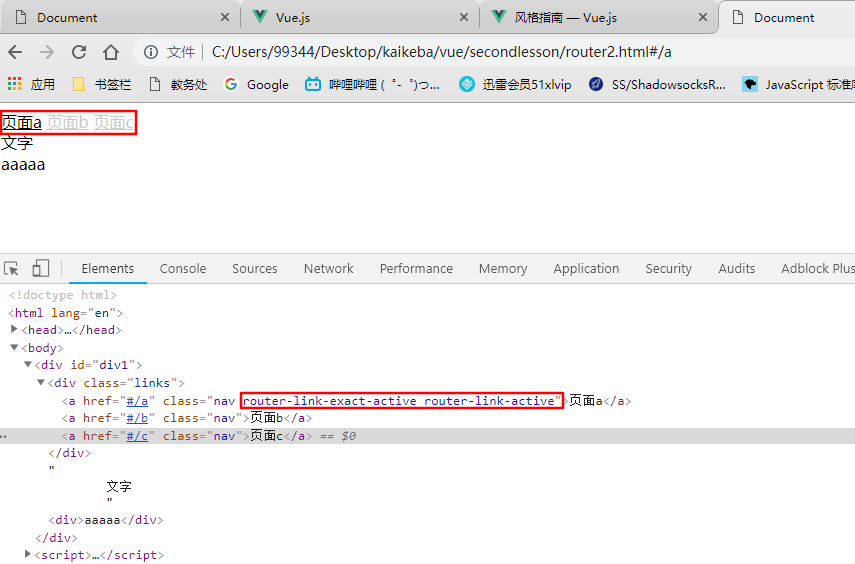 Document Vue.js 风格指南 — Vue.js Document
文件 C:/Users/99344/Desktop/kaikeba/vue/secondlesson/router2.html#/a
应用 书签栏 教务处 Google 哔哩哔哩 ( ゜- ゜)つ... 迅雷会员51xlvip SS/ShadowsocksR... JavaScript 标准库
页面a 页面b 页面c
文字
aaaaa
Elements Console Sources Network Performance Memory Application Security Audits Adblock Plus
<!doctype html>
<html lang="en">
<head>…</head>
<body>
<div id="div1">
<div class="links">
<a href="#/a" class="nav router-link-exact-active router-link-active">页面a</a>
<a href="#/b" class="nav">页面b</a>
<a href="#/c" class="nav">页面c</a> == $0
</div>
"
文字
"
<div>aaaaa</div>
</div>
<script>…</script>